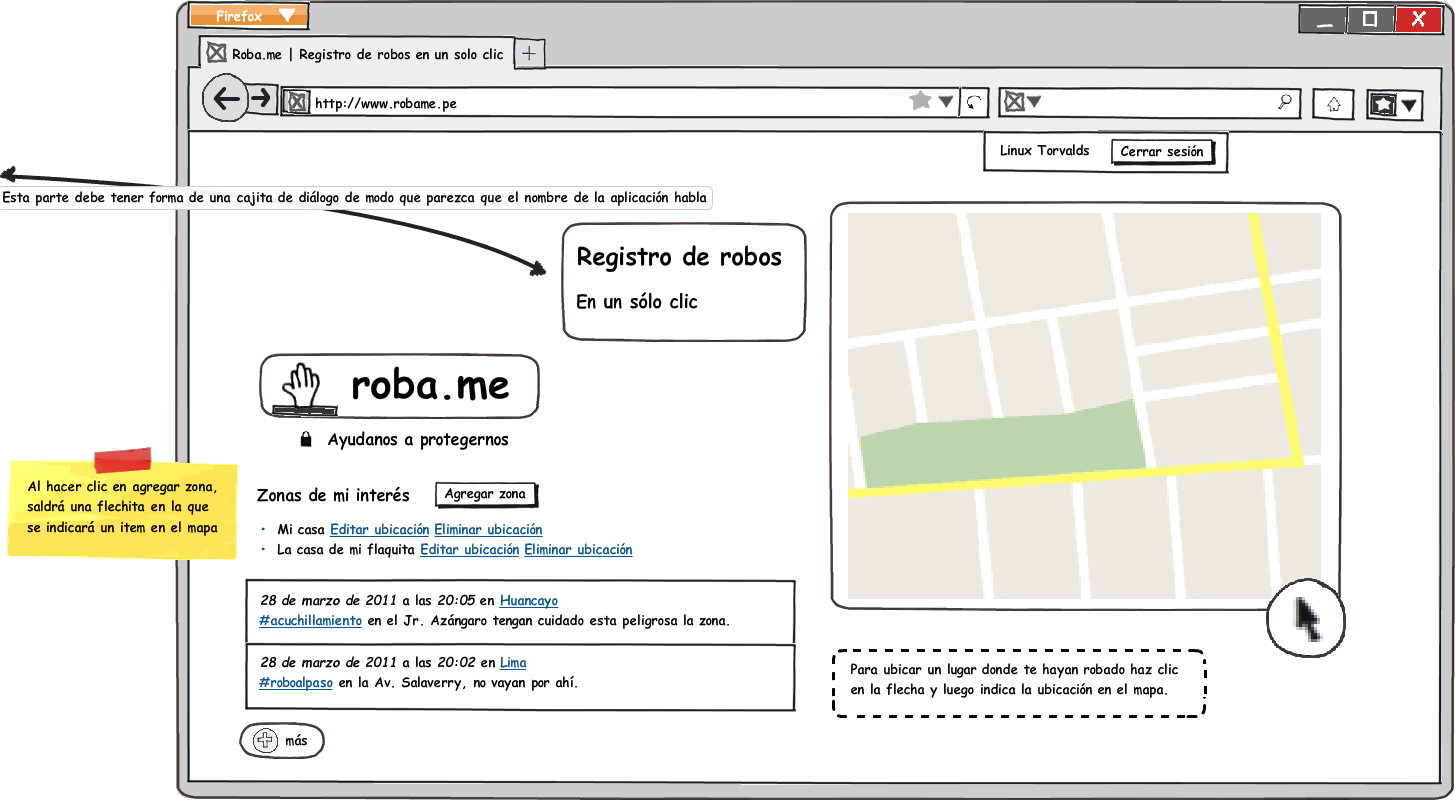 Firefox
Roba.me | Registro de robos en un solo clic
http://www.robame.pe
Linux Torvalds
Cerrar sesión
Esta parte debe tener forma de una cajita de diálogo de modo que parezca que el nombre de la aplicación habla
Registro de robos
En un sólo clic
roba.me
Ayudanos a protegernos
Al hacer clic en agregar zona,
saldrá una flechita en la que
se indicará un item en el mapa
Zonas de mi interés
Agregar zona
• Mi casa Editar ubicación Eliminar ubicación
• La casa de mi flaquita Editar ubicación Eliminar ubicación
28 de marzo de 2011 a las 20:05 en Huancayo
#acuchillamiento en el Jr. Azángaro tengan cuidado esta peligrosa la zona.
28 de marzo de 2011 a las 20:02 en Lima
#roboalpaso en la Av. Salaverry, no vayan por ahí.
más
Para ubicar un lugar donde te hayan robado haz clic
en la flecha y luego indica la ubicación en el mapa.